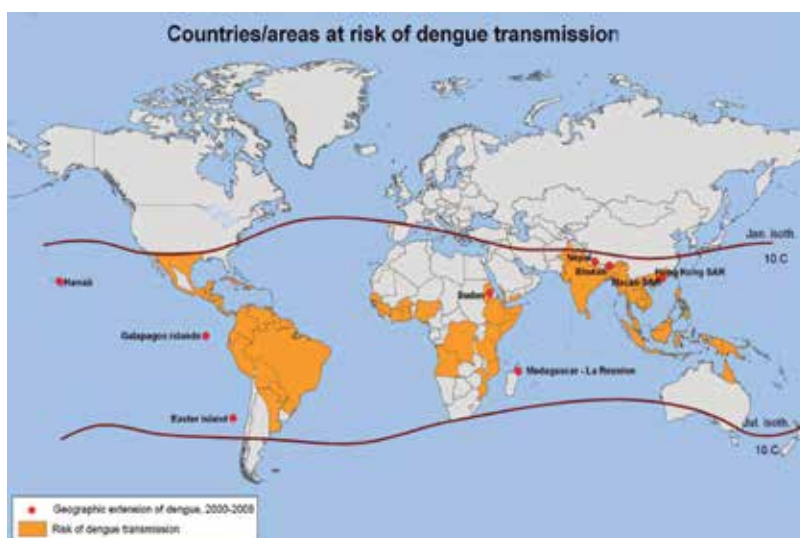 Countries/areas at risk of dengue transmission
Jan. isoth.
10 C
Hawaii
Nepal
Bhutan
Hong Kong SAR
Macao SAR
Sudan
Galapagos islands
Madagascar - La Reunion
Easter island
Jul. isoth.
10 C
Geographic extension of dengue, 2000-2008
Risk of dengue transmission